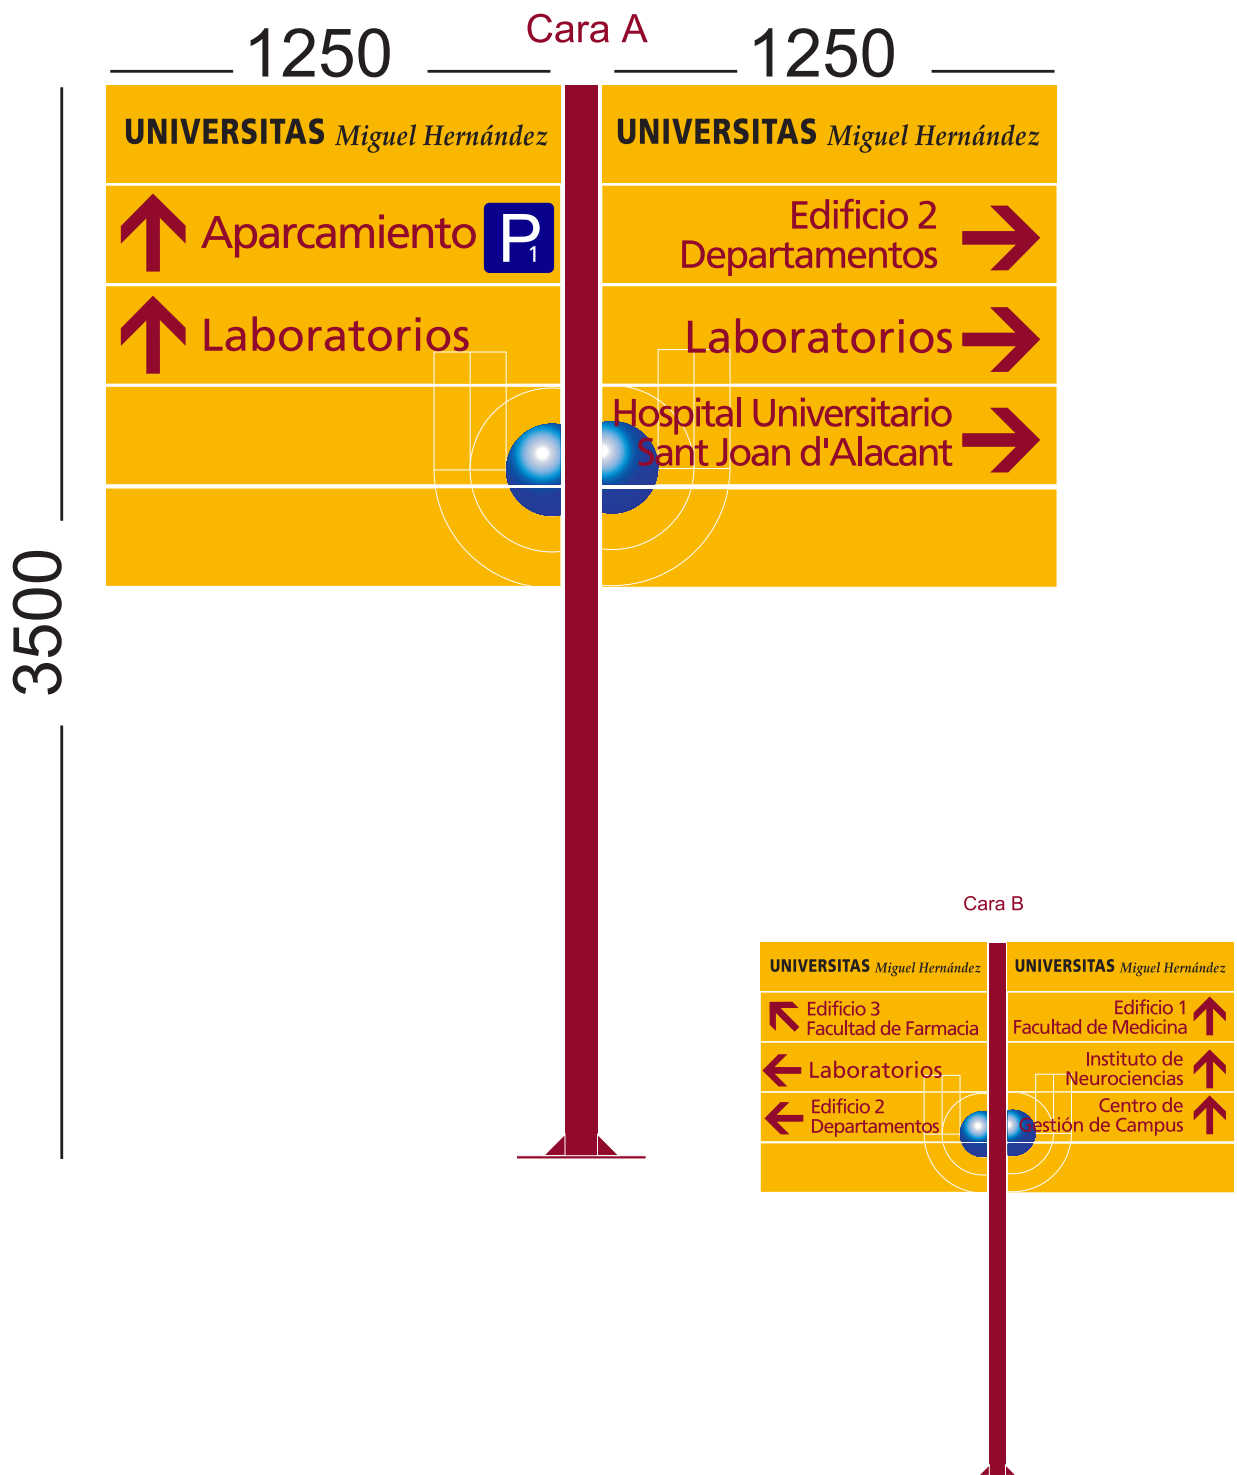 Cara A
1250
1250
3500
UNIVERSITAS Miguel Hernández
Aparcamiento P1
Laboratorios
UNIVERSITAS Miguel Hernández
Edificio 2
Departamentos
Laboratorios
Hospital Universitario
Sant Joan d'Alacant
Cara B
UNIVERSITAS Miguel Hernández
Edificio 3
Facultad de Farmacia
Laboratorios
Edificio 2
Departamentos
UNIVERSITAS Miguel Hernández
Edificio 1
Facultad de Medicina
Instituto de
Neurociencias
Centro de
Gestión de Campus